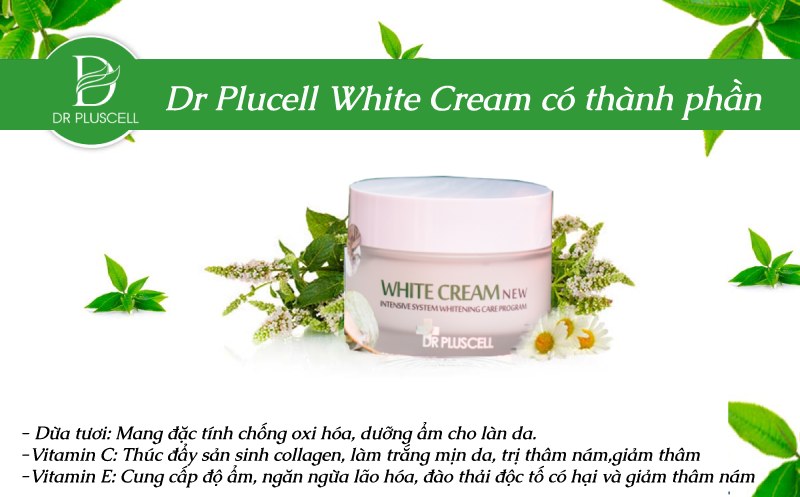 DR PLUSCELL
Dr Plucell White Cream có thành phần
WHITE CREAM NEW
INTENSIVE SYSTEM WHITENING CARE PROGRAM
DR PLUSCELL
- Dừa tươi: Mang đặc tính chống oxi hóa, dưỡng ẩm cho làn da.
-Vitamin C: Thúc đẩy sản sinh collagen, làm trắng mịn da, trị thâm nám,giảm thâm
-Vitamin E: Cung cấp độ ẩm, ngăn ngừa lão hóa, đào thải độc tố có hại và giảm thâm nám